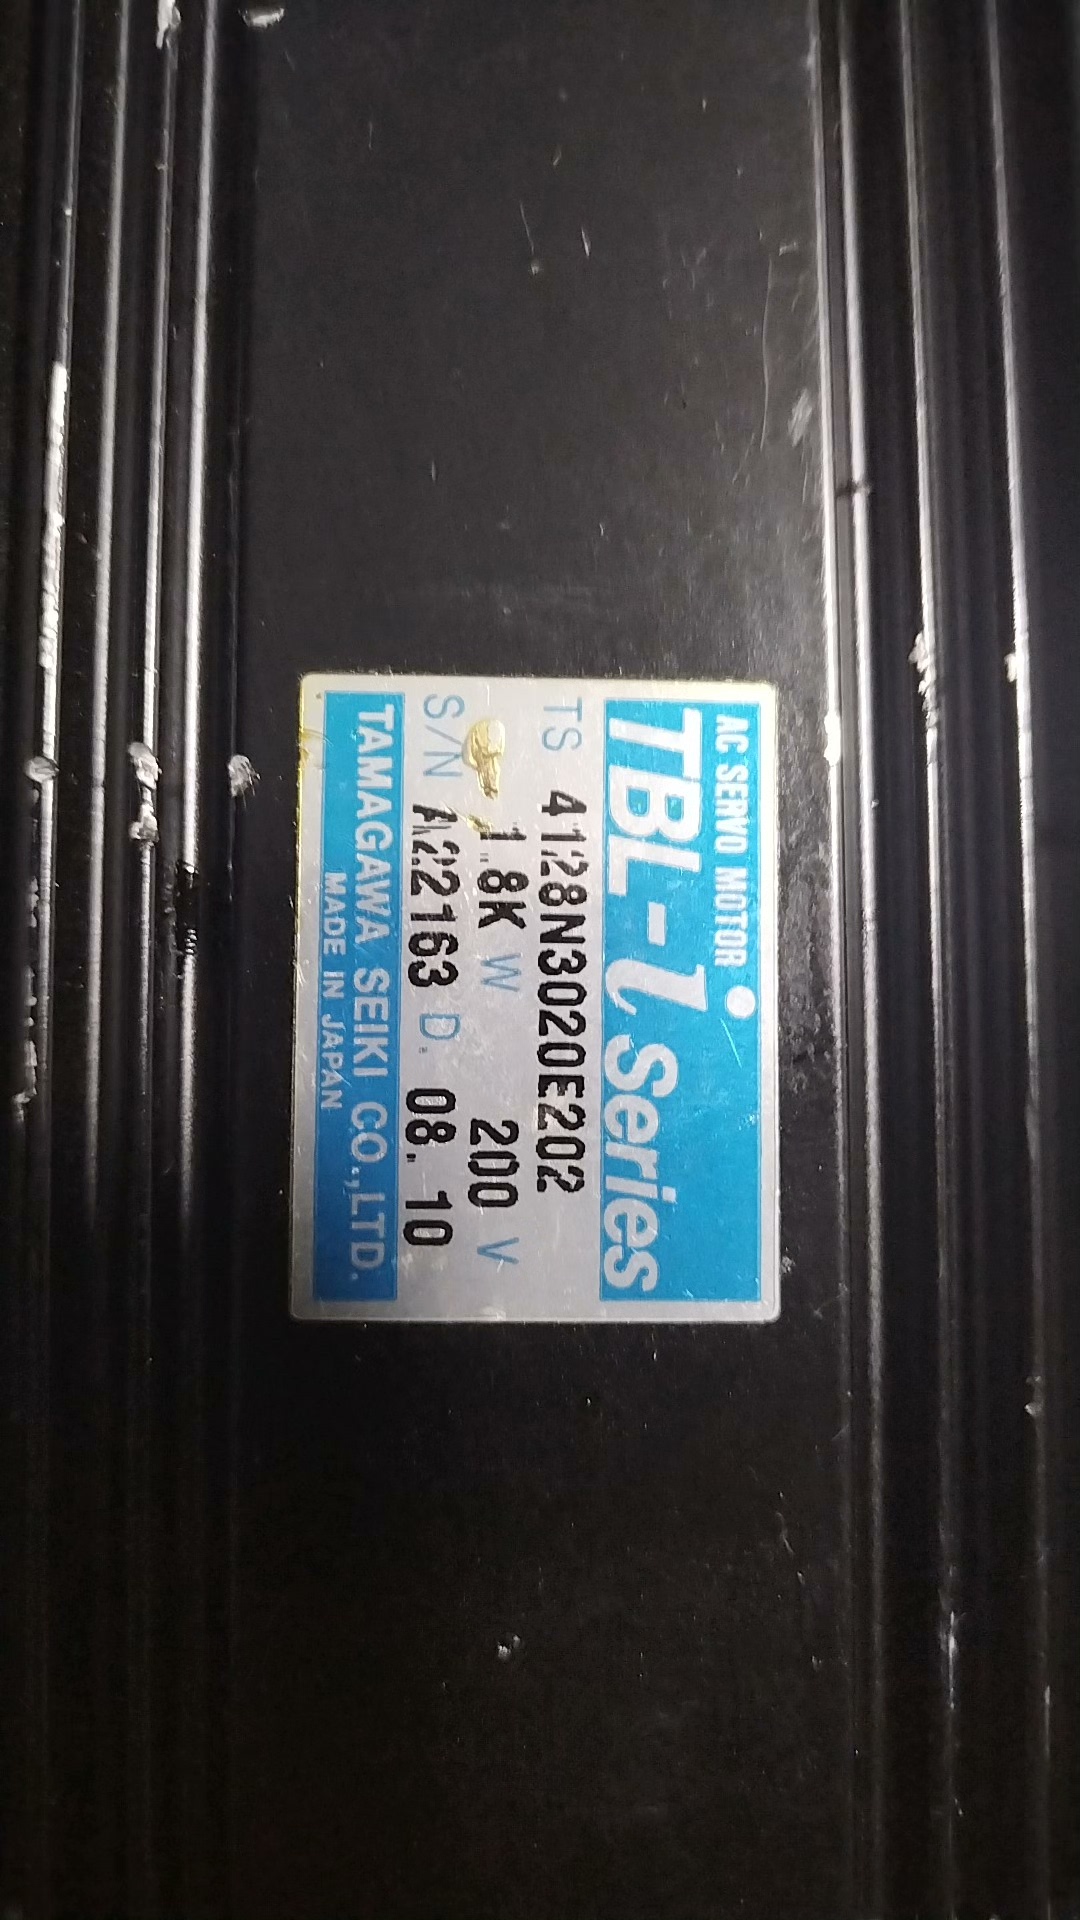 AC SERVO MOTOR
TBL-i Series
TS 4128N3020E202
1.8K W 200 V
S/N A22163 D. 08. 10
TAMAGAWA SEIKI CO.,LTD.
MADE IN JAPAN